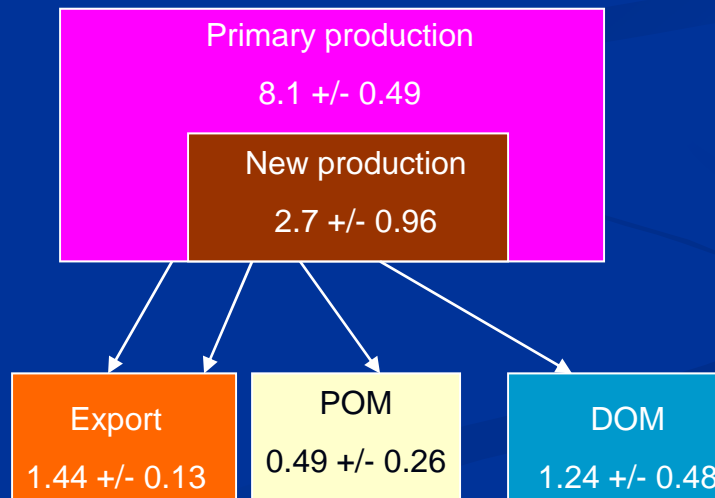 Primary production
8.1 +/- 0.49
New production
2.7 +/- 0.96
Export
1.44 +/- 0.13
POM
0.49 +/- 0.26
DOM
1.24 +/- 0.48